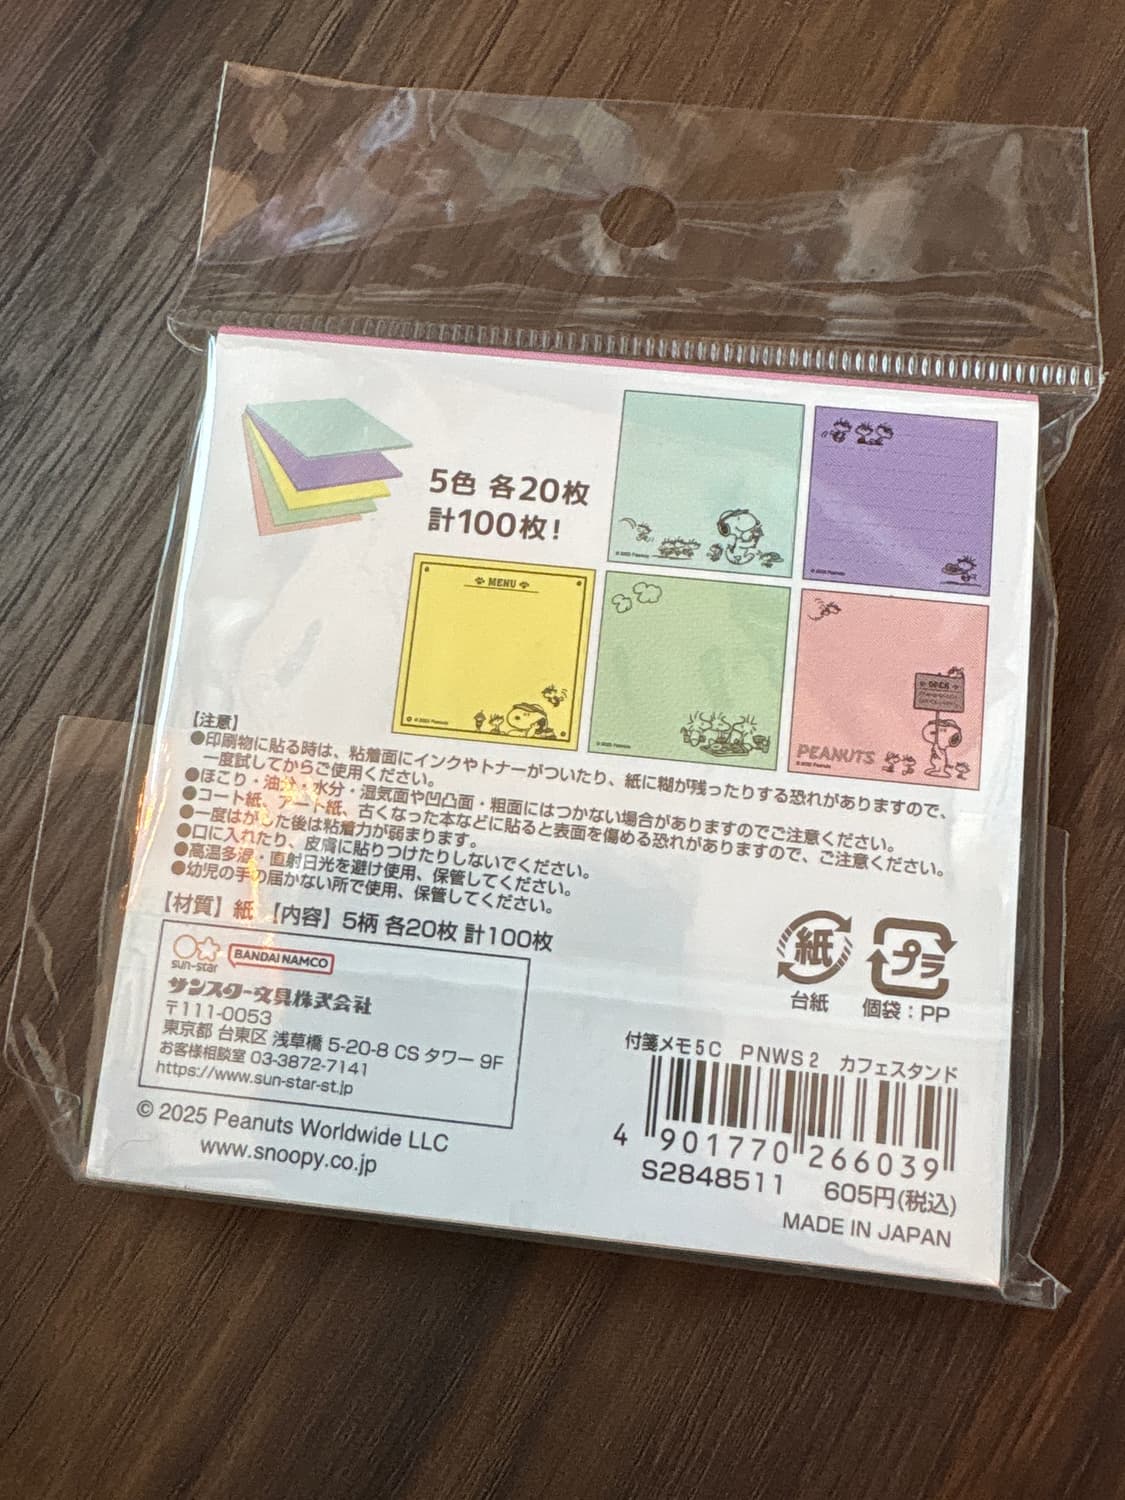 5色 各20枚
計100枚!
MENU
OPEN
PEANUTS
【注意】
●印刷物に貼る時は、粘着面にインクやトナーがついたり、紙に糊が残ったりする恐れがありますので、
一度試してからご使用ください。
●ほこり・油分・水分・湿気面や凹凸面・粗面にはつかない場合がありますのでご注意ください。
●コート紙、アート紙、古くなった本などに貼ると表面を傷める恐れがありますので、ご注意ください。
●一度はがした後は粘着力が弱まります。
●口に入れたり、皮膚に貼りつけたりしないでください。
●高温多湿・直射日光を避け使用、保管してください。
●幼児の手の届かない所で使用、保管してください。
【材質】紙 【内容】5柄 各20枚 計100枚
sun-star BANDAI NAMCO
サンスター文具株式会社
〒111-0053
東京都 台東区 浅草橋 5-20-8 CS タワー 9F
お客様相談室 03-3872-7141
https://www.sun-star-st.jp
© 2025 Peanuts Worldwide LLC
www.snoopy.co.jp
紙 プラ
台紙 個袋：PP
付箋メモ5C PNWS2 カフェスタンド
4 901770 266039
S2848511 605円(税込)
MADE IN JAPAN